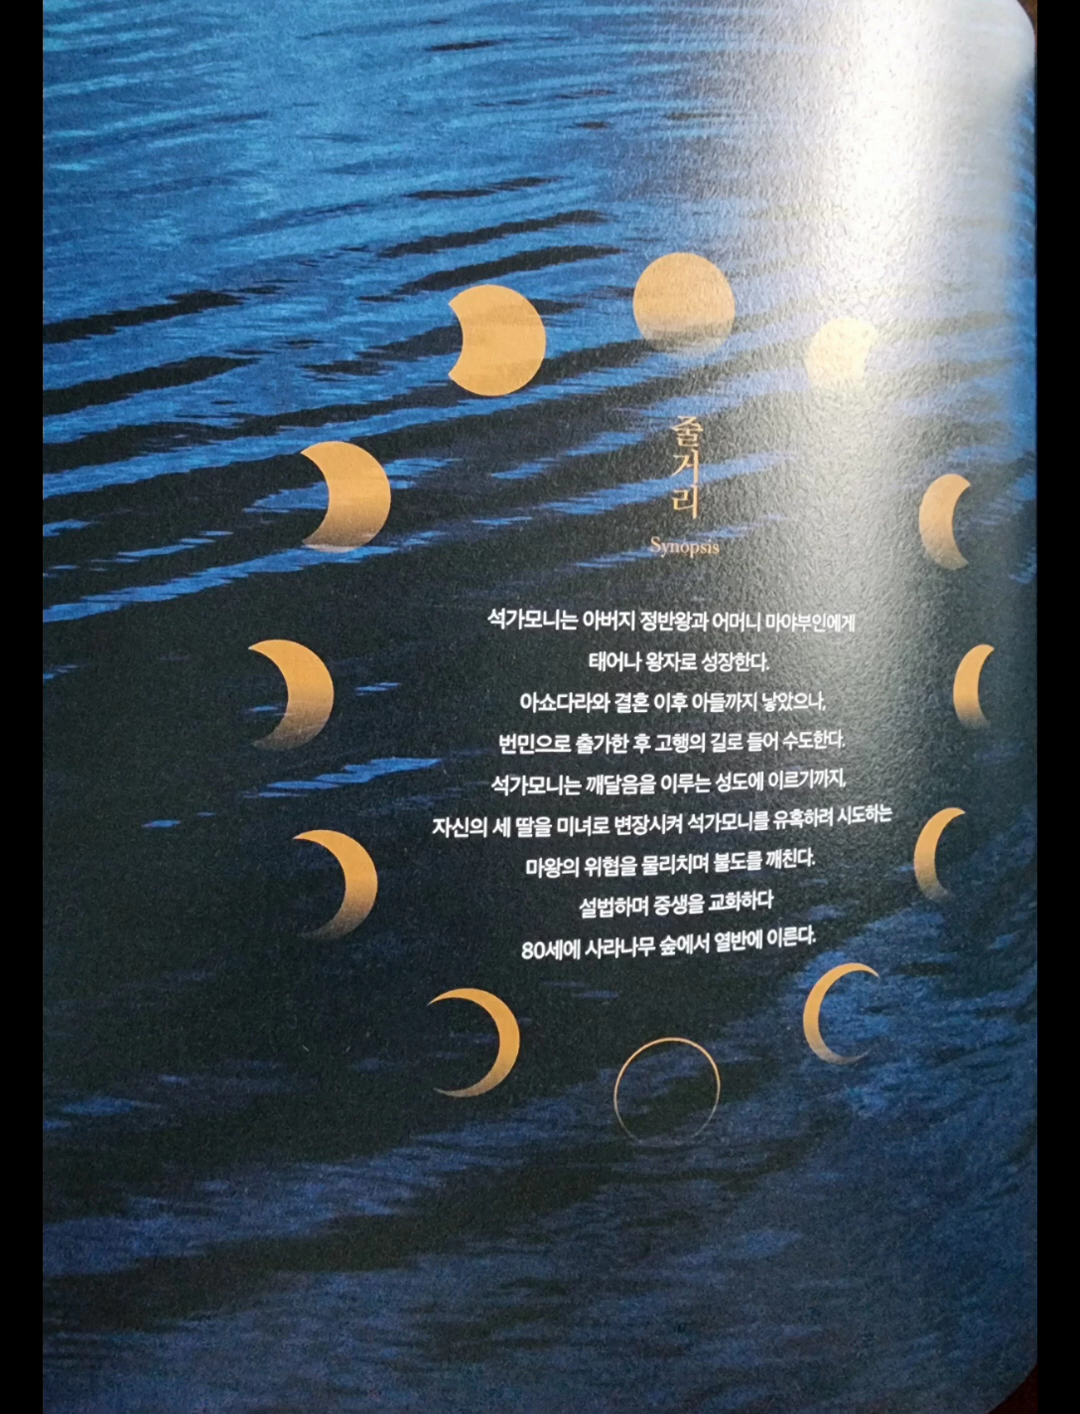 줄거리
Synopsis
석가모니는 아버지 정반왕과 어머니 마야부인에게
태어나 왕자로 성장한다.
아쇼다라와 결혼 이후 아들까지 낳았으나,
번민으로 출가한 후 고행의 길로 들어 수도한다.
석가모니는 깨달음을 이루는 성도에 이르기까지,
자신의 세 딸을 미녀로 변장시켜 석가모니를 유혹하려 시도하는
마왕의 위협을 물리치며 불도를 깨친다.
설법하며 중생을 교화하다
80세에 사라나무 숲에서 열반에 이른다.